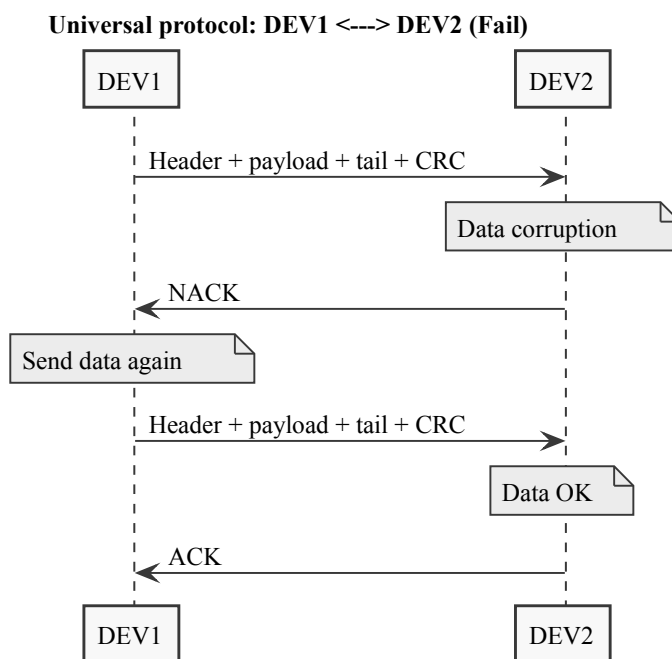 Universal protocol: DEV1 <---> DEV2 (Fail)
DEV1
DEV2
Header + payload + tail + CRC
Data corruption
NACK
Send data again
Header + payload + tail + CRC
Data OK
ACK
DEV1
DEV2